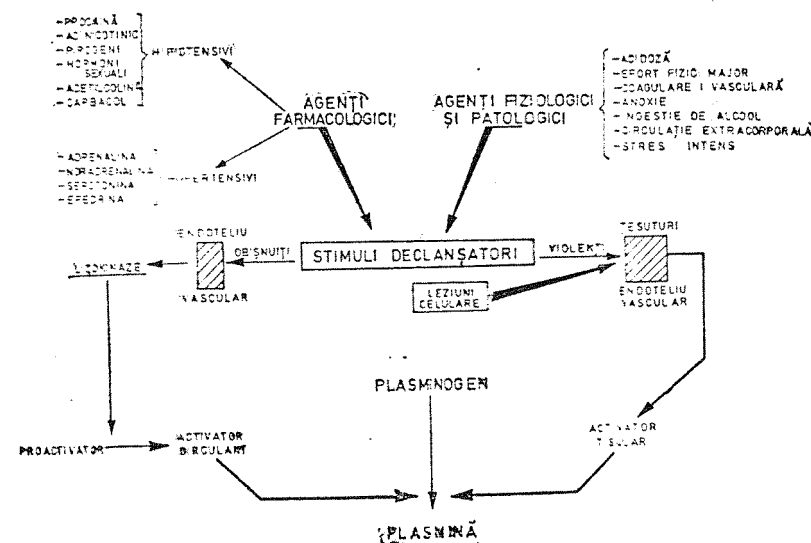 -PROCAINĂ
-AC.NICOTINIC
-PIROGENI
-HORMONI
SEXUALI
-ACETILCOLINĂ
-CARBACOL
HIPOTENSIVI
AGENȚI
FARMACOLOGICI
AGENȚI FIZIOLOGICI
ȘI PATOLOGICI
-ACIDOZĂ
-EFORT FIZIC MAJOR
-COAGULARE I VASCULARĂ
-ANOXIE
-INGESTIE DE ALCOOL
-CIRCULAȚIE EXTRACORPORALĂ
-STRES INTENS
-ADRENALINA
-NORADRENALINA
-SEROTONINA
-EFEDRINA
HIPERTENSIVI
ENDOTELIU
VASCULAR
OBIȘNUIȚI
STIMULI DECLANȘATORI
VIOLENȚI
TESUTURI
ENDOTELIU
VASCULAR
LIZOKINAZE
LEZIUNI
CELULARE
PLASMINOGEN
PROACTIVATOR
ACTIVATOR
CIRCULANT
ACTIVATOR
TISULAR
PLASMINĂ